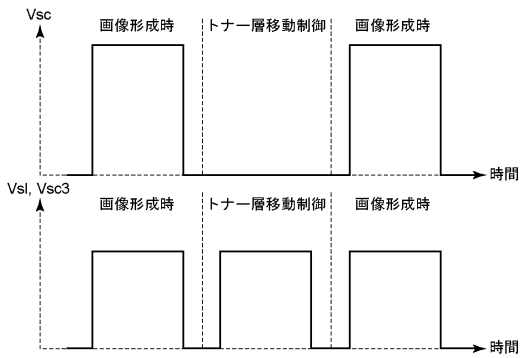 Vsc
画像形成時
トナー層移動制御
画像形成時
時間
Vsl, Vsc3
画像形成時
トナー層移動制御
画像形成時
時間